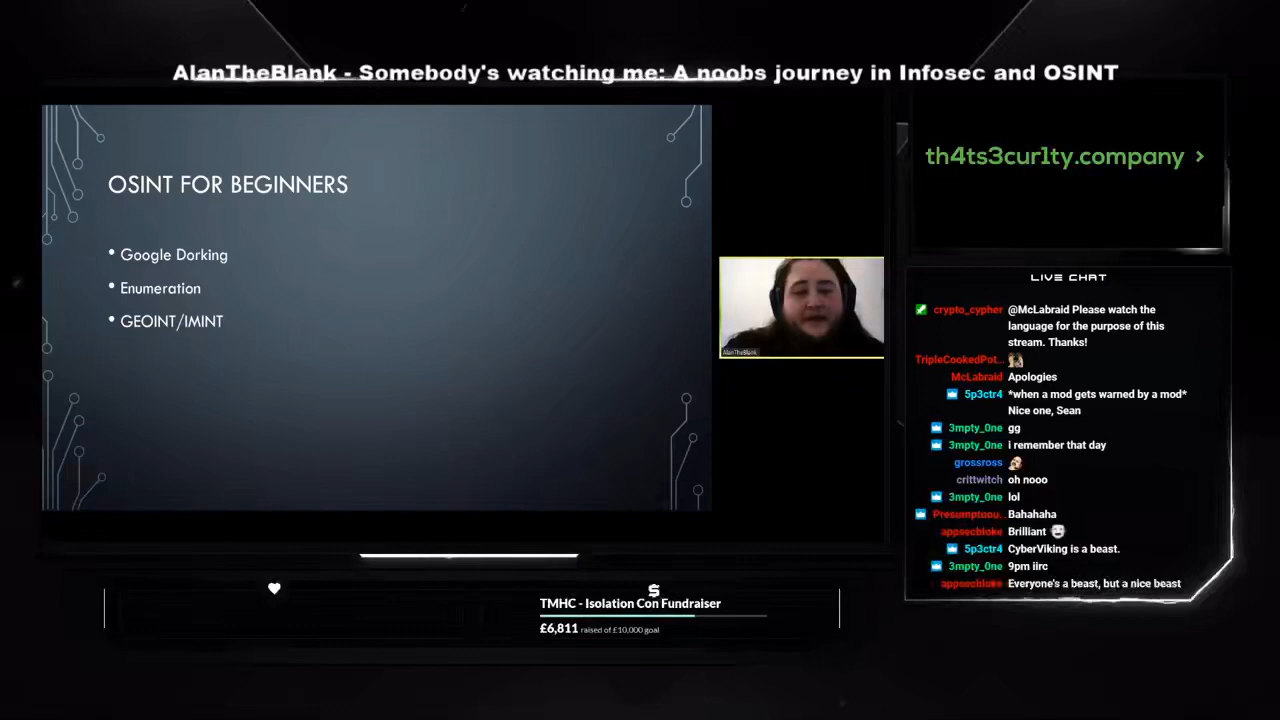 AlanTheBlank - Somebody's watching me: A noobs journey in Infosec and OSINT
OSINT FOR BEGINNERS
• Google Dorking
• Enumeration
• GEOINT/IMINT
AlanTheBlank
th4ts3cur1ty.company >
LIVE CHAT
crypto_cypher @McLabraid Please watch the
language for the purpose of this
stream. Thanks!
TripleCookedPot...
McLabraid Apologies
5p3ctr4 *when a mod gets warned by a mod*
Nice one, Sean
3mpty_0ne gg
3mpty_0ne i remember that day
grossross
crittwitch oh nooo
3mpty_0ne lol
Presumptuou... Bahahaha
appsecbloke Brilliant
5p3ctr4 CyberViking is a beast.
3mpty_0ne 9pm iirc
appsecbloke Everyone's a beast, but a nice beast
TMHC - Isolation Con Fundraiser
£6,811 raised of £10,000 goal